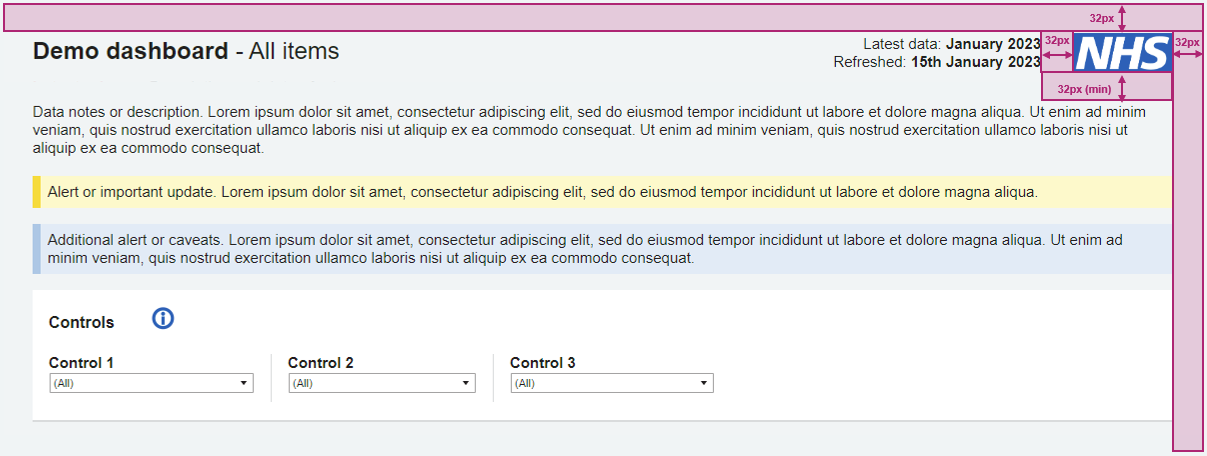 32px
Demo dashboard - All items
Latest data: January 2023
Refreshed: 15th January 2023
32px
NHS
32px
32px (min)
Data notes or description. Lorem ipsum dolor sit amet, consectetur adipiscing elit, sed do eiusmod tempor incididunt ut labore et dolore magna aliqua. Ut enim ad minim
veniam, quis nostrud exercitation ullamco laboris nisi ut aliquip ex ea commodo consequat. Ut enim ad minim veniam, quis nostrud exercitation ullamco laboris nisi ut
aliquip ex ea commodo consequat.
Alert or important update. Lorem ipsum dolor sit amet, consectetur adipiscing elit, sed do eiusmod tempor incididunt ut labore et dolore magna aliqua.
Additional alert or caveats. Lorem ipsum dolor sit amet, consectetur adipiscing elit, sed do eiusmod tempor incididunt ut labore et dolore magna aliqua. Ut enim ad
minim veniam, quis nostrud exercitation ullamco laboris nisi ut aliquip ex ea commodo consequat.
Controls
Control 1
Control 2
Control 3
(All)
(All)
(All)